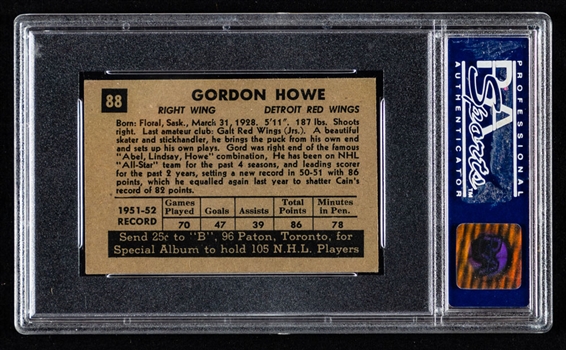 88
GORDON HOWE
RIGHT WING DETROIT RED WINGS
Born: Floral, Sask., March 31, 1928. 5'11". 187 lbs. Shoots
right. Last amateur club: Galt Red Wings (Jrs.). A beautiful
skater and stickhandler, he brings the puck from his own end
and sets up his own plays. Gord was right end of the famous
"Abel, Lindsay, Howe" combination, He has been on NHL
"All-Star" team for the past 4 seasons, and leading scorer
for the past 2 years, setting a new record in 50-51 with 86
points, which he equalled again last year to shatter Cain's
record of 82 points.
1951-52 RECORD
Games Played Goals Assists Total Points Minutes in Pen.
70 47 39 86 78
Send 25c to "B", 96 Paton, Toronto, for
Special Album to hold 105 N.H.L. Players
PROFESSIONAL
PSA
Sports
TM
AUTHENTICATOR